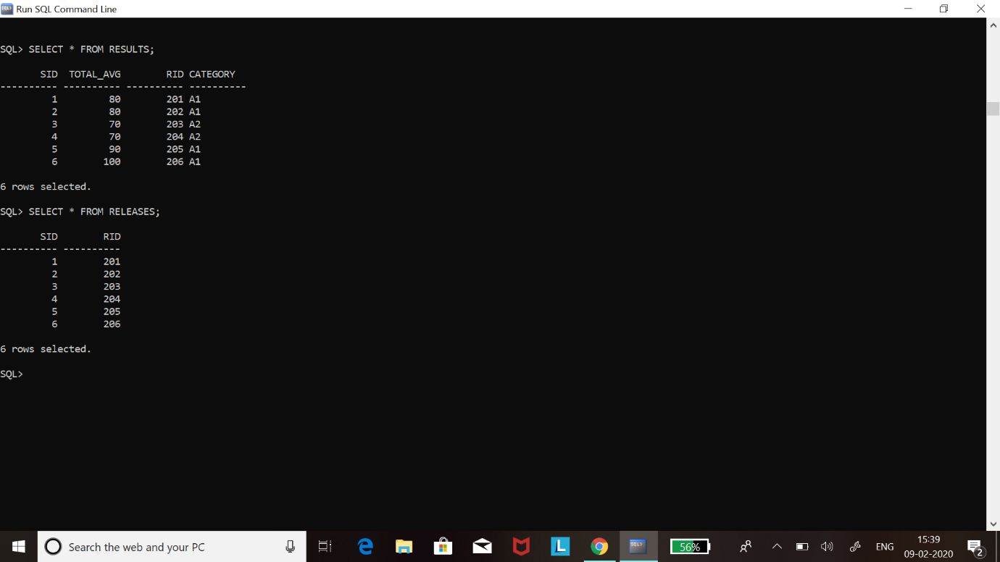 Run SQL Command Line
SQL> SELECT * FROM RESULTS;
SID TOTAL_AVG RID CATEGORY
---------- ---------- ---------- ----------
1 80 201 A1
2 80 202 A1
3 70 203 A2
4 70 204 A2
5 90 205 A1
6 100 206 A1
6 rows selected.
SQL> SELECT * FROM RELEASES;
SID RID
---------- ----------
1 201
2 202
3 203
4 204
5 205
6 206
6 rows selected.
SQL>
Search the web and your PC
L
SQL>
56%
ENG
15:39
09-02-2020
2